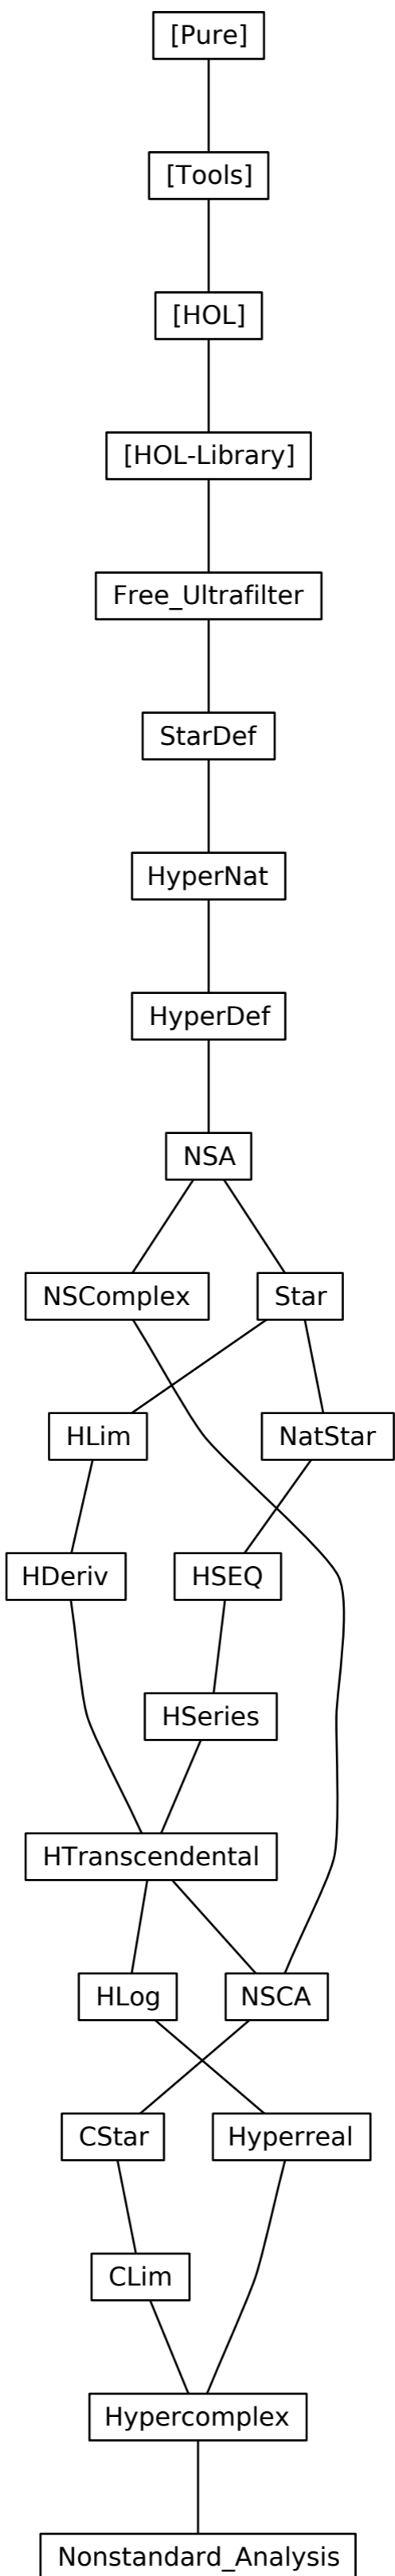 [Pure]
[Tools]
[HOL]
[HOL-Library]
Free_Ultrafilter
StarDef
HyperNat
HyperDef
NSA
NSComplex
Star
HLim
NatStar
HDeriv
HSEQ
HSeries
HTranscendental
HLog
NSCA
CStar
Hyperreal
CLim
Hypercomplex
Nonstandard_Analysis